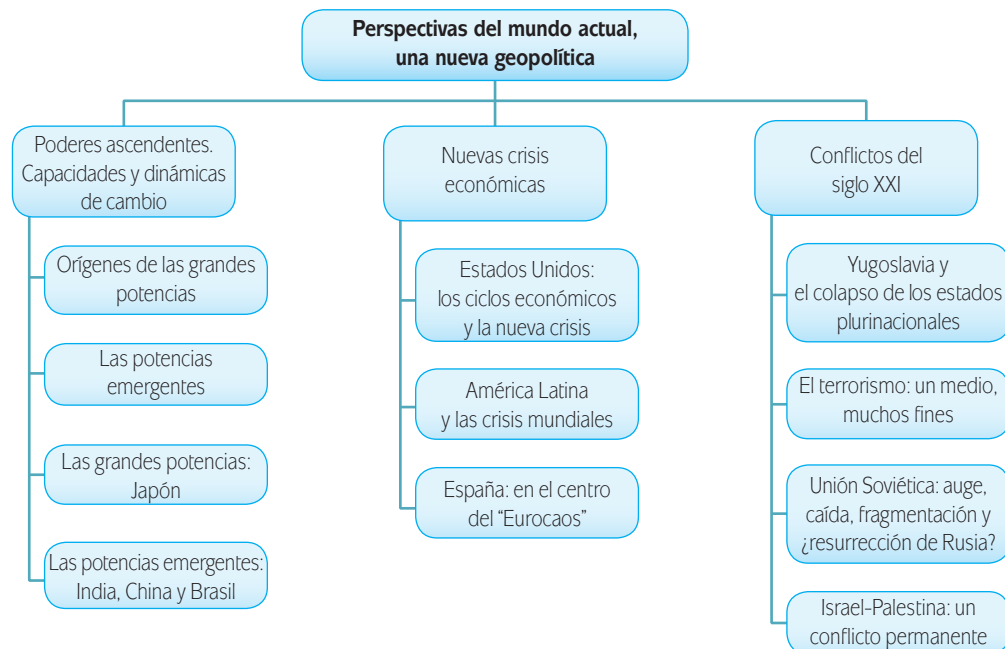 Perspectivas del mundo actual,
una nueva geopolítica
Poderes ascendentes.
Capacidades y dinámicas
de cambio
Orígenes de las grandes
potencias
Las potencias
emergentes
Las grandes potencias:
Japón
Las potencias emergentes:
India, China y Brasil
Nuevas crisis
económicas
Estados Unidos:
los ciclos económicos
y la nueva crisis
América Latina
y las crisis mundiales
España: en el centro
del “Eurocaos”
Conflictos del
siglo XXI
Yugoslavia y
el colapso de los estados
plurinacionales
El terrorismo: un medio,
muchos fines
Unión Soviética: auge,
caída, fragmentación y
¿resurrección de Rusia?
Israel-Palestina: un
conflicto permanente